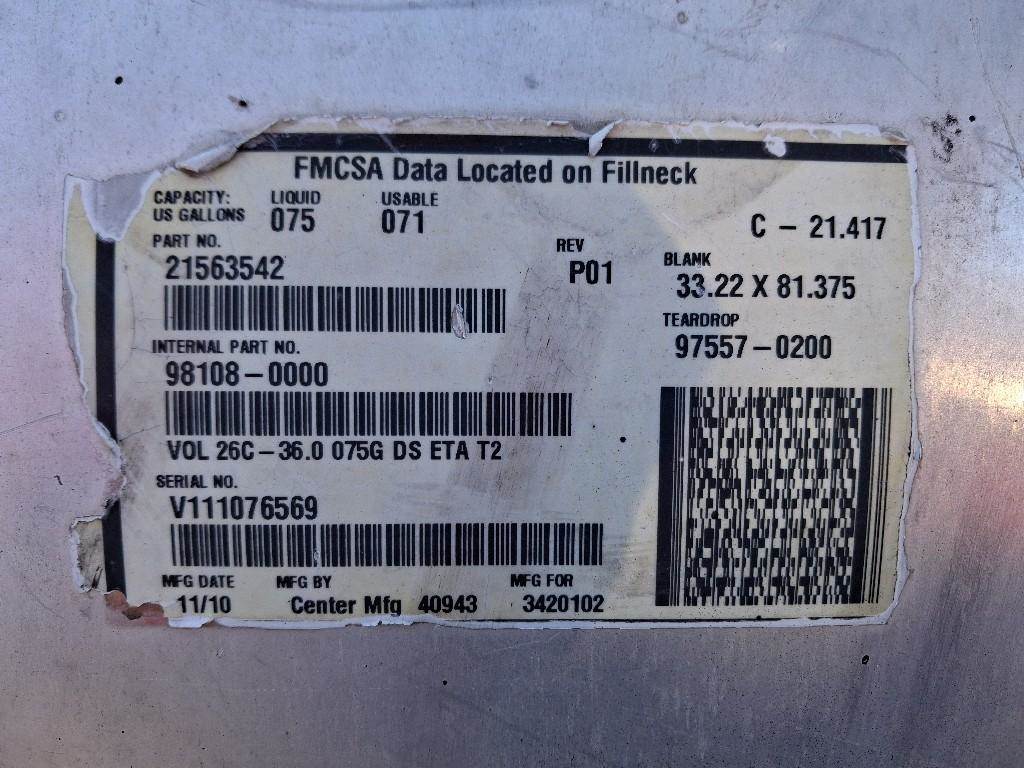 FMCSA Data Located on Fillneck
CAPACITY: LIQUID USABLE
US GALLONS 075 071
C - 21.417
PART NO. REV BLANK
21563542 P01 33.22 X 81.375
TEARDROP
97557-0200
INTERNAL PART NO.
98108-0000
VOL 26C-36.0 075G DS ETA T2
SERIAL NO.
V111076569
MFG DATE MFG BY MFG FOR
11/10 Center Mfg 40943 3420102